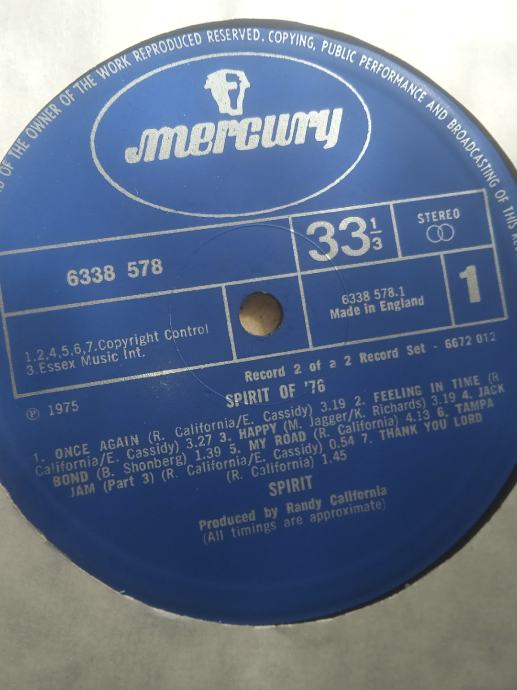 D OF THE OWNER OF THE WORK REPRODUCED RESERVED. COPYING, PUBLIC PERFORMANCE AND BROADCASTING OF THIS
mercury
6338 578
33 1/3
STEREO
1,2,4,5,6,7.Copyright Control
3.Essex Music Int.
6338 578.1
Made in England
1
Record 2 of a 2 Record Set - 6672 012
℗ 1975
SPIRIT OF '76
1. ONCE AGAIN (R. California/E. Cassidy) 3.19 2. FEELING IN TIME (R.
California/E. Cassidy) 3.27 3. HAPPY (M. Jagger/K. Richards) 3.19 4. JACK
BOND (B. Shonberg) 1.39 5. MY ROAD (R. California) 4.13 6. TAMPA
JAM (Part 3) (R. California/E. Cassidy) 0.54 7. THANK YOU LORD
(R. California) 1.45
SPIRIT
Produced by Randy California
(All timings are approximate)